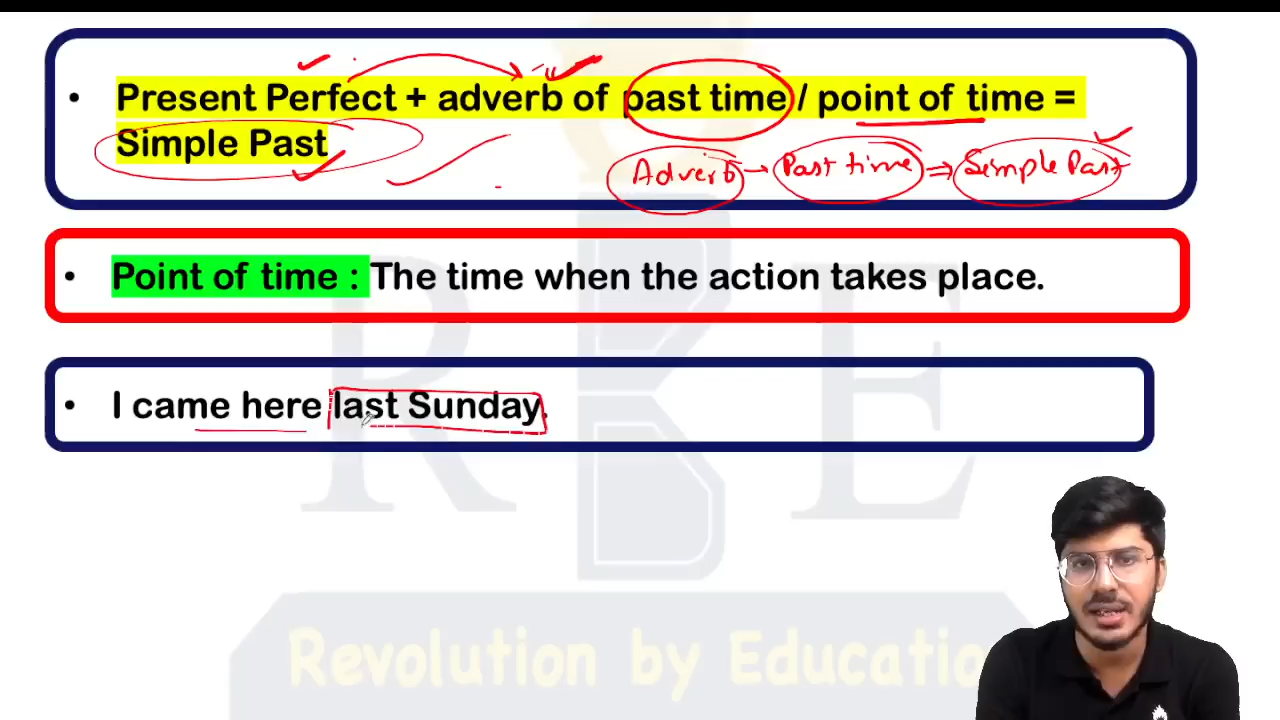 • Present Perfect + adverb of past time / point of time =
Simple Past
Adverb → Past time ⇒ Simple Past
• Point of time : The time when the action takes place.
• I came here last Sunday.
R B E
Revolution by Educatio